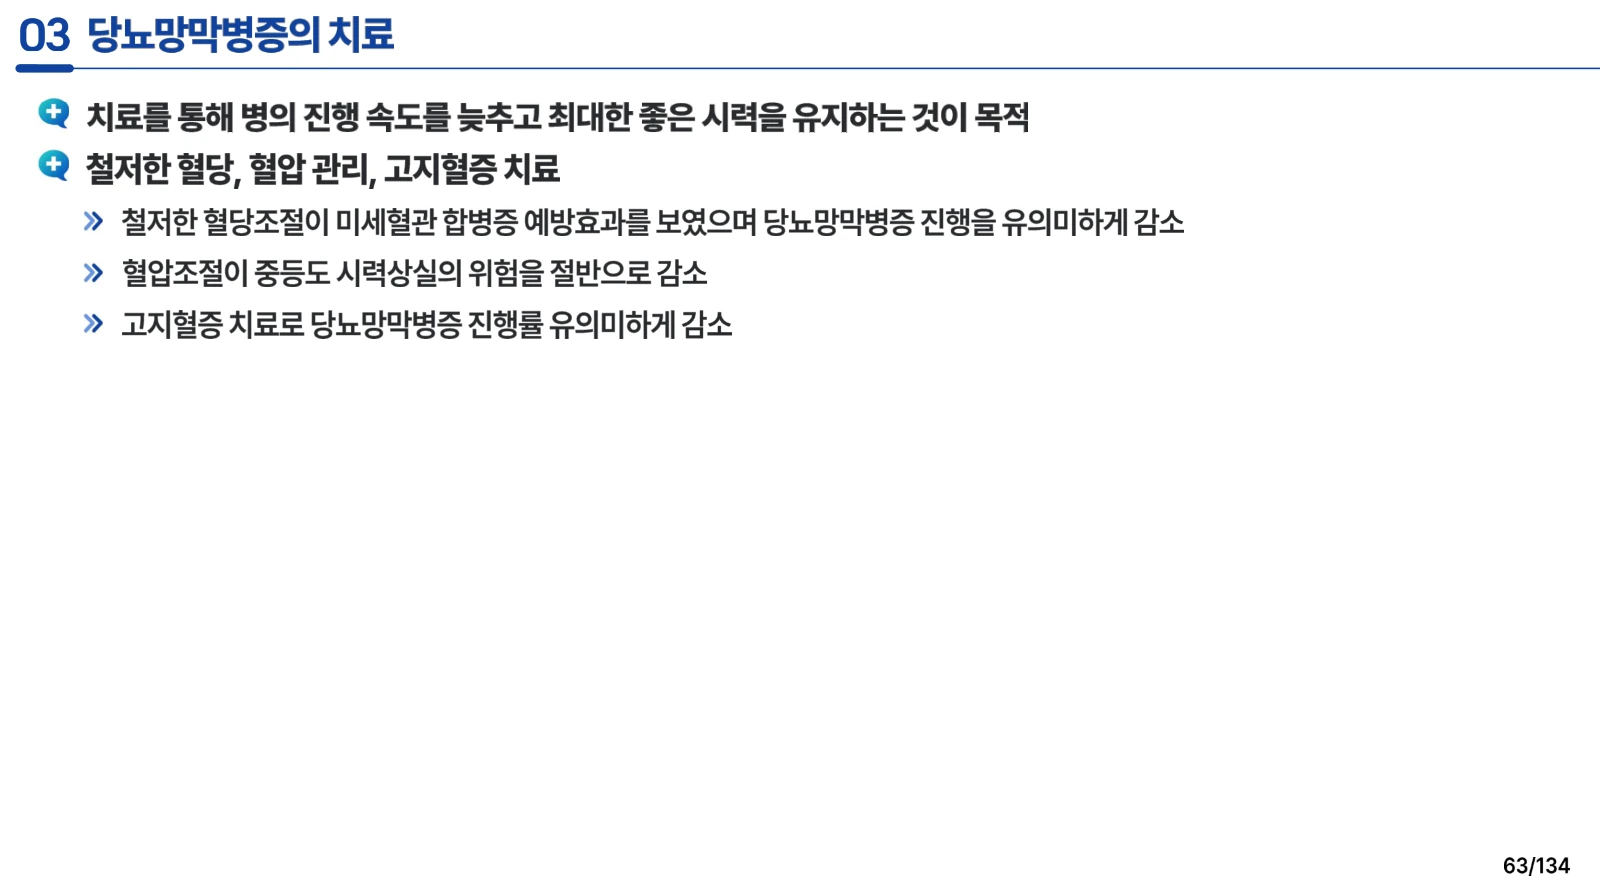 03 당뇨망막병증의 치료
치료를 통해 병의 진행 속도를 늦추고 최대한 좋은 시력을 유지하는 것이 목적
철저한 혈당, 혈압 관리, 고지혈증 치료
철저한 혈당조절이 미세혈관 합병증 예방효과를 보였으며 당뇨망막병증 진행을 유의미하게 감소
혈압조절이 중등도 시력상실의 위험을 절반으로 감소
고지혈증 치료로 당뇨망막병증 진행률 유의미하게 감소
63/134